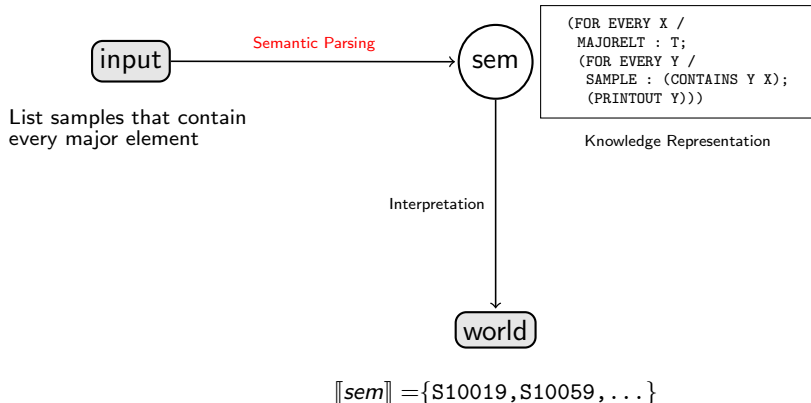 input
Semantic Parsing
sem
(FOR EVERY X /
MAJORELT : T;
(FOR EVERY Y /
SAMPLE : (CONTAINS Y X);
(PRINTOUT Y)))
Knowledge Representation
List samples that contain
every major element
Interpretation
world
⟦sem⟧ ={S10019,S10059,...}